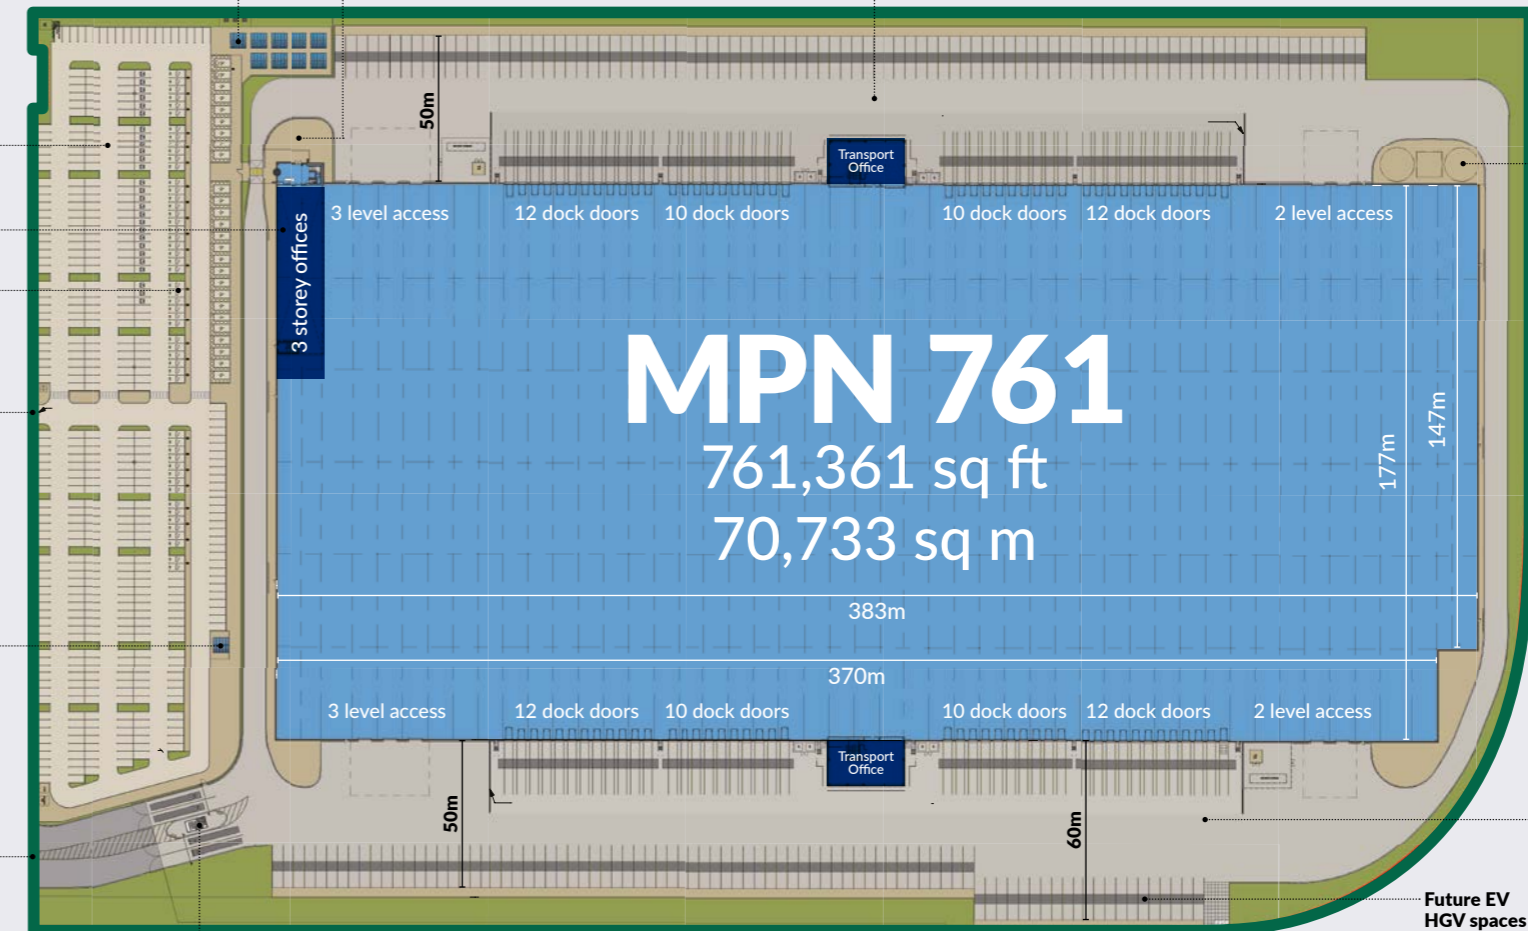 50m
Transport
Office
3 level access
12 dock doors
10 dock doors
10 dock doors
12 dock doors
2 level access
3 storey offices
MPN 761
761,361 sq ft
70,733 sq m
177m
147m
383m
370m
3 level access
12 dock doors
10 dock doors
10 dock doors
12 dock doors
2 level access
Transport
Office
50m
60m
Future EV
HGV spaces